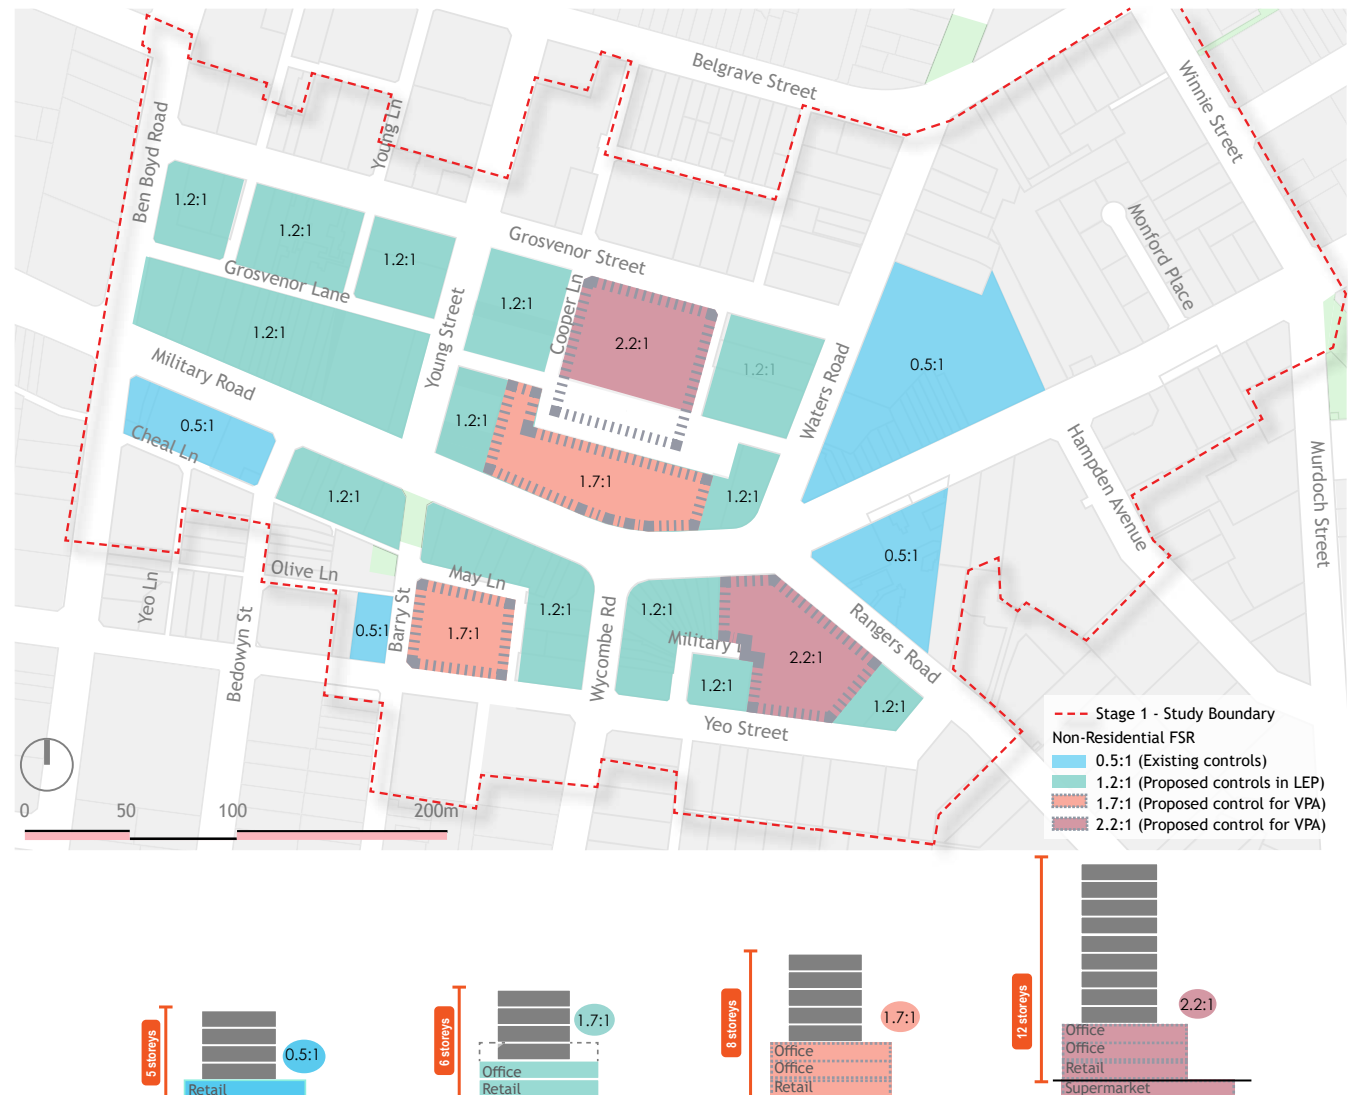 Belgrave Street
Winnie Street
Young Ln
Ben Boyd Road
1.2:1
1.2:1
1.2:1
Monford Place
Grosvenor Street
Grosvenor Lane
1.2:1
Cooper Ln
2.2:1
1.2:1
Young Street
1.2:1
Waters Road
0.5:1
Military Road
0.5:1
Cheal Ln
1.2:1
1.7:1
1.2:1
1.2:1
Hampden Avenue
Murdoch Street
0.5:1
Olive Ln
May Ln
Yeo Ln
Bedowyn St
0.5:1
Barry St
1.7:1
1.2:1
Wycombe Rd
1.2:1
Military L
2.2:1
1.2:1
1.2:1
Rangers Road
Yeo Street
Stage 1 - Study Boundary
Non-Residential FSR
0.5:1 (Existing controls)
1.2:1 (Proposed controls in LEP)
1.7:1 (Proposed control for VPA)
2.2:1 (Proposed control for VPA)
0 50 100 200m
5 storeys
0.5:1
Retail
6 storeys
1.7:1
Office
Retail
8 storeys
1.7:1
Office
Office
Retail
12 storeys
2.2:1
Office
Office
Retail
Supermarket